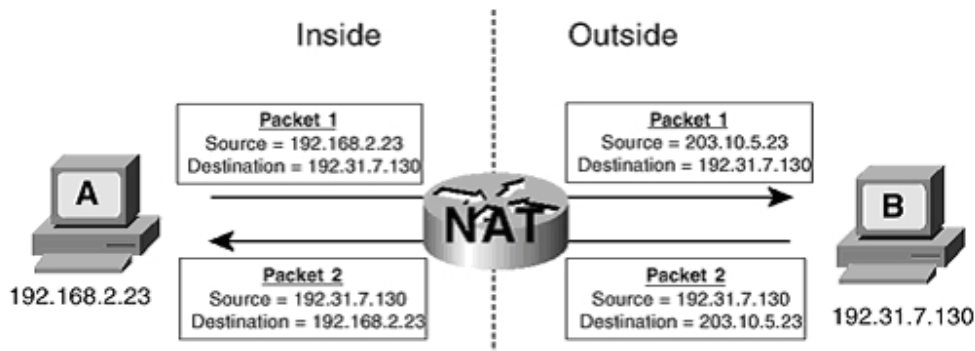 Inside
Outside
Packet 1
Source = 192.168.2.23
Destination = 192.31.7.130
Packet 1
Source = 203.10.5.23
Destination = 192.31.7.130
A
NAT
B
Packet 2
Source = 192.31.7.130
Destination = 192.168.2.23
Packet 2
Source = 192.31.7.130
Destination = 203.10.5.23
192.168.2.23
192.31.7.130